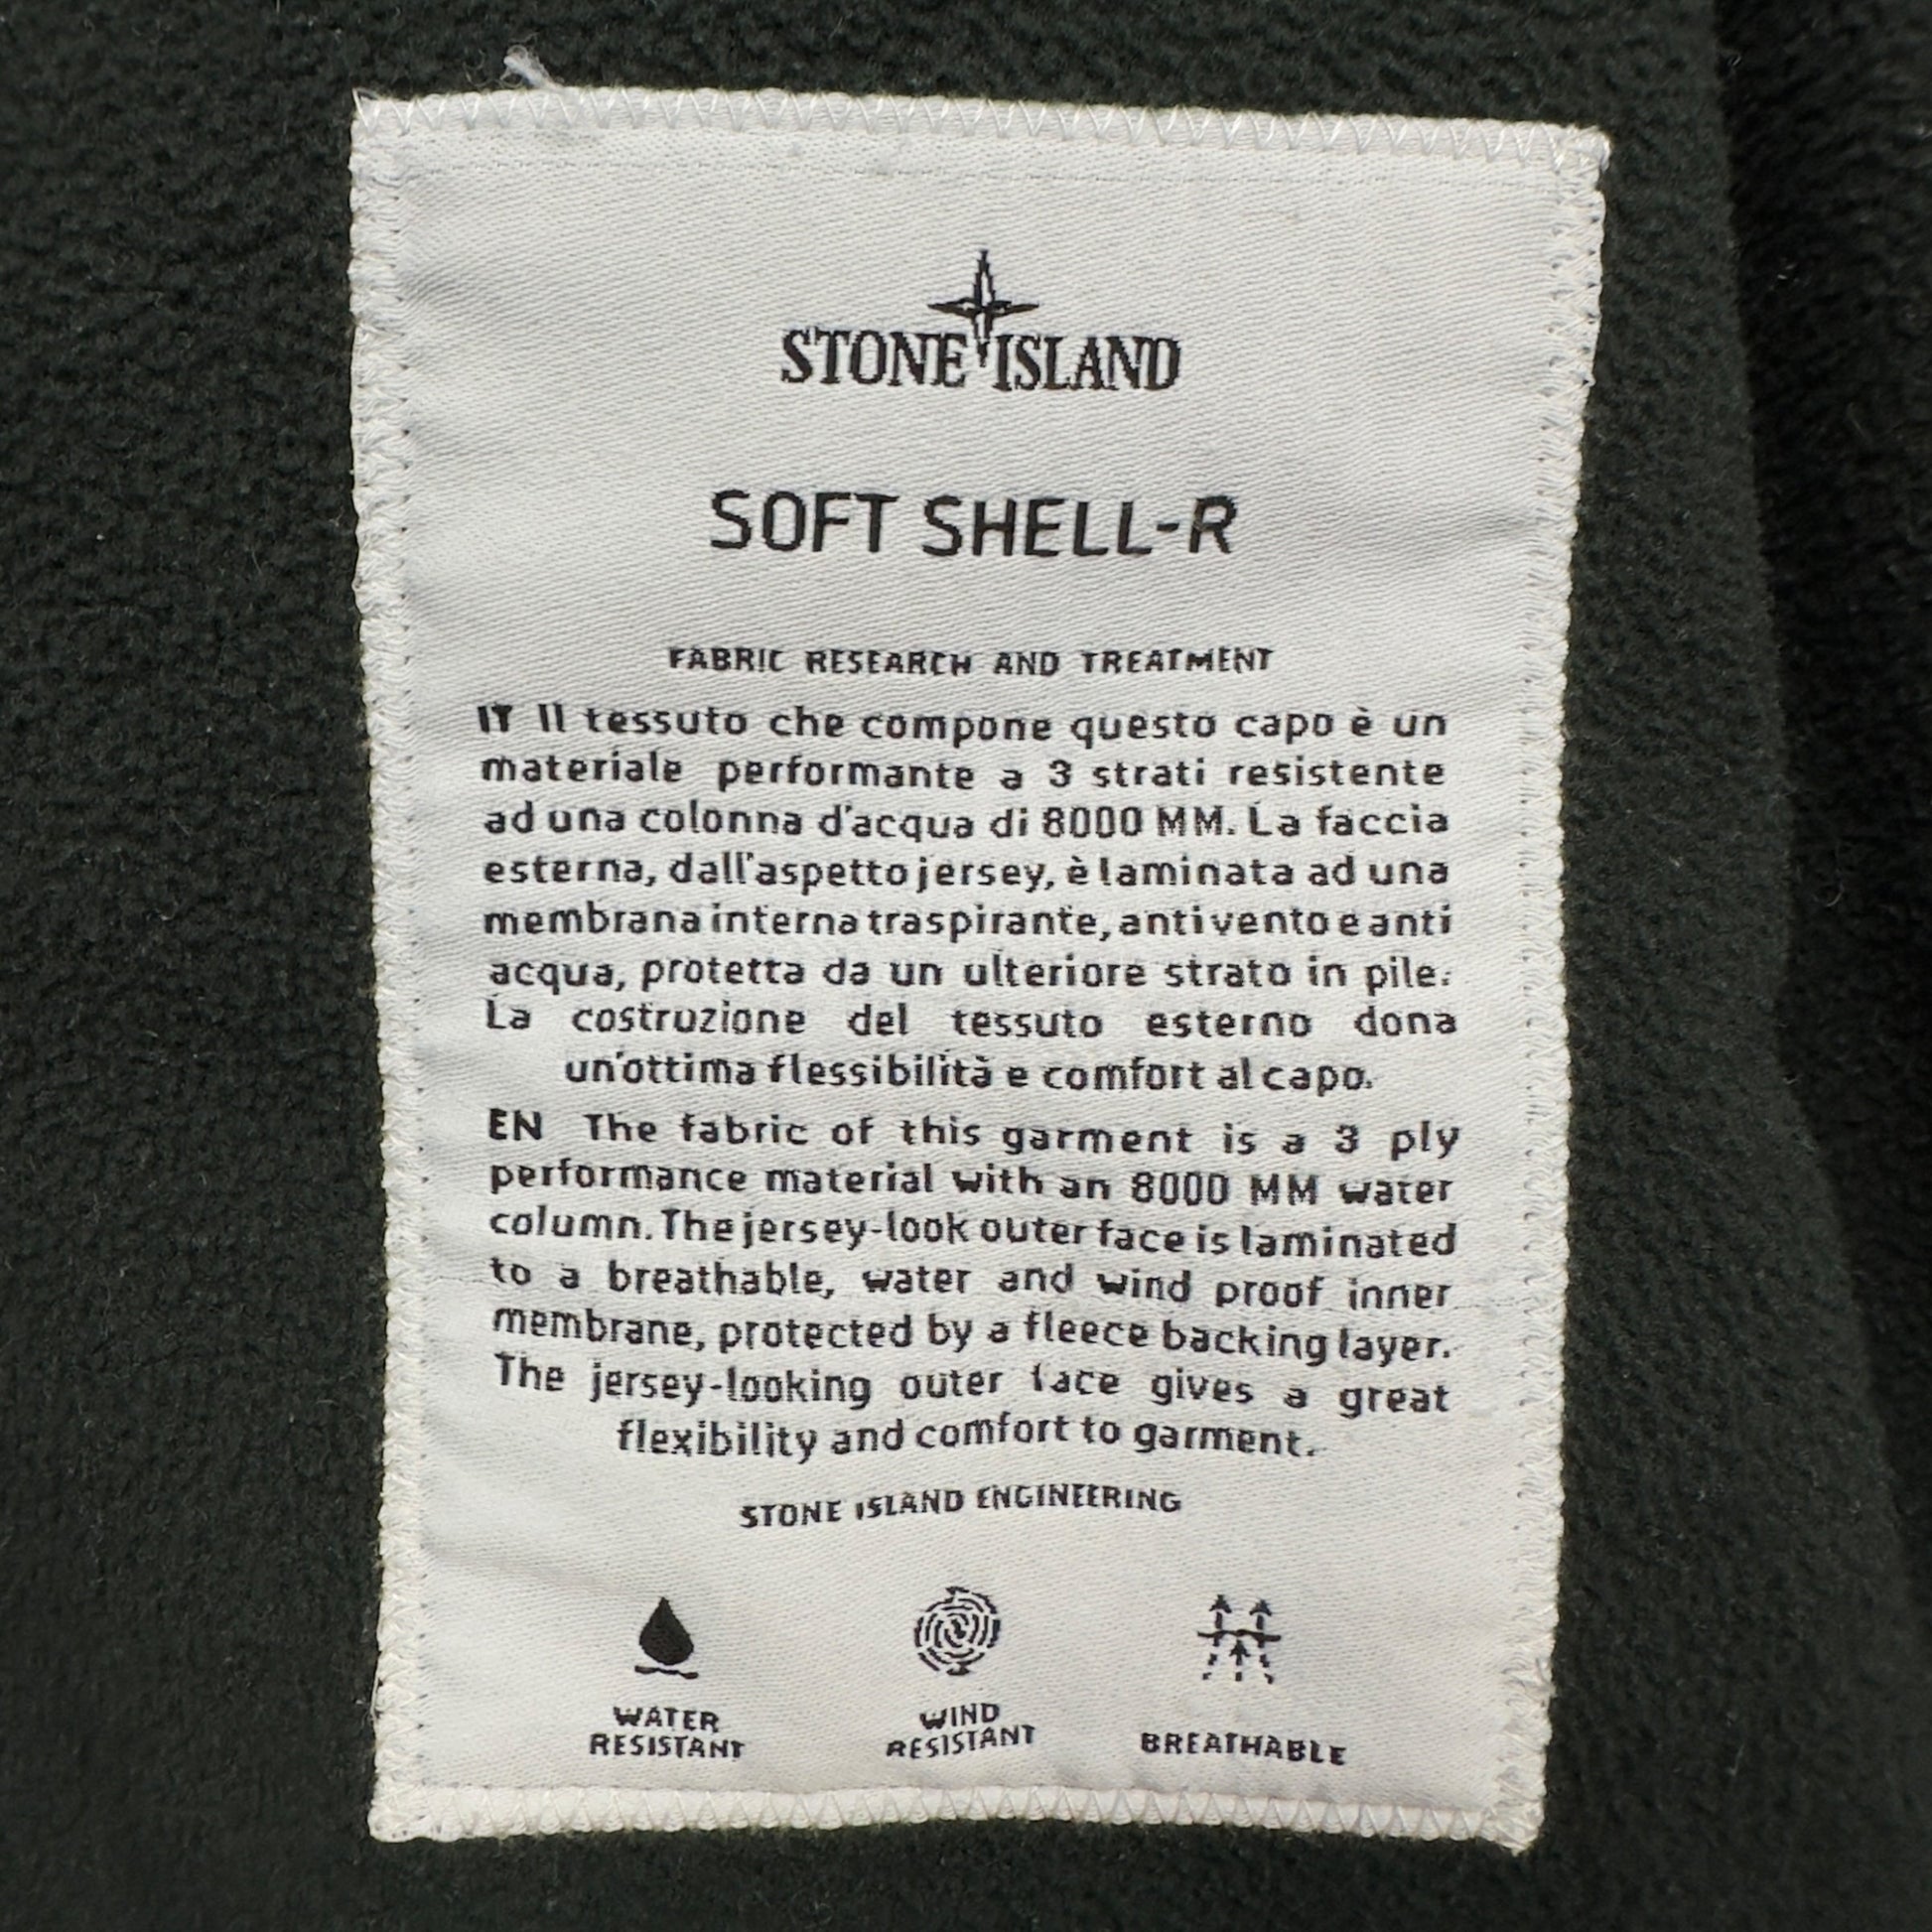 STONE ISLAND
SOFT SHELL-R
FABRIC RESEARCH AND TREATMENT
IT Il tessuto che compone questo capo è un
materiale performante a 3 strati resistente
ad una colonna d'acqua di 8000 MM. La faccia
esterna, dall'aspetto jersey, è laminata ad una
membrana interna traspirante, anti vento e anti
acqua, protetta da un ulteriore strato in pile.
La costruzione del tessuto esterno dona
un'ottima flessibilità e comfort al capo.
EN The fabric of this garment is a 3 ply
performance material with an 8000 MM water
column. The jersey-look outer face is laminated
to a breathable, water and wind proof inner
membrane, protected by a fleece backing layer.
The jersey-looking outer face gives a great
flexibility and comfort to garment.
STONE ISLAND ENGINEERING
WATER
RESISTANT
WIND
RESISTANT
BREATHABLE